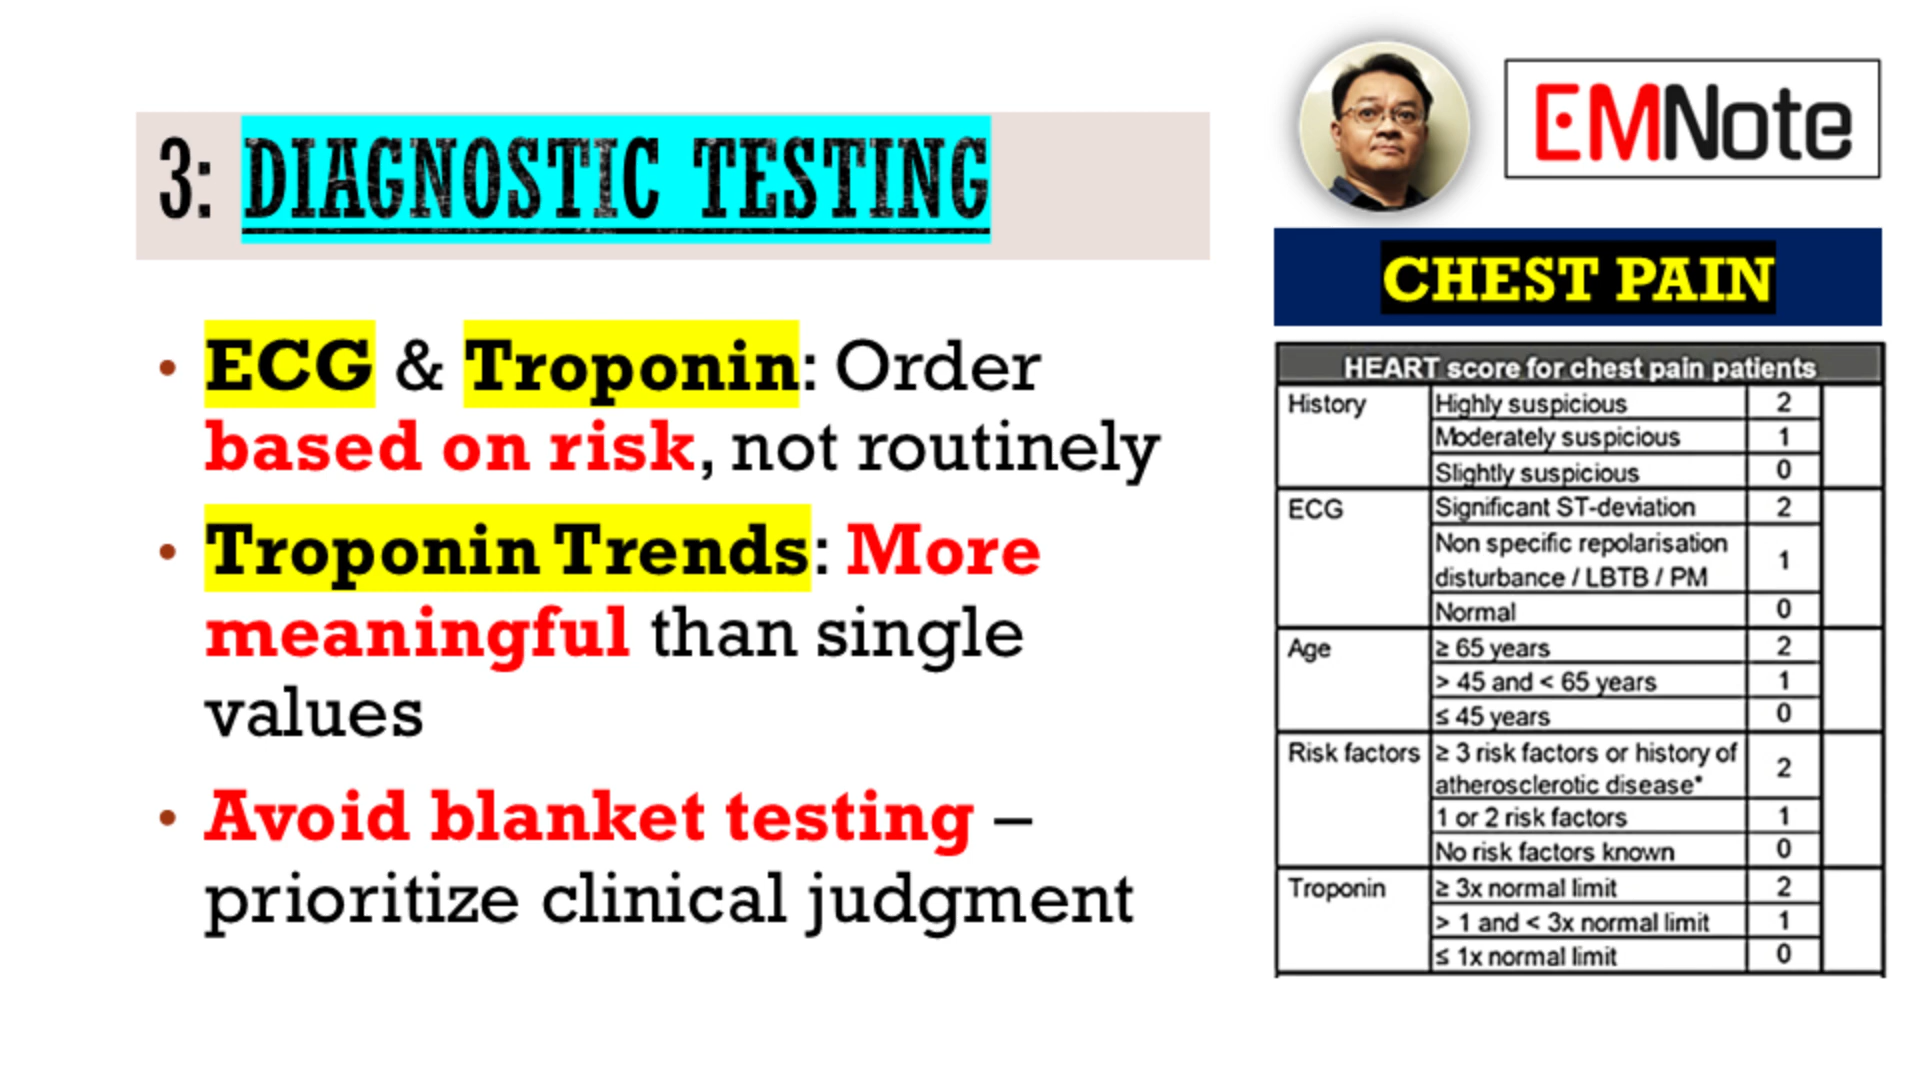 3: DIAGNOSTIC TESTING
• ECG & Troponin: Order
based on risk, not routinely
• Troponin Trends: More
meaningful than single
values
• Avoid blanket testing –
prioritize clinical judgment
EMNote
CHEST PAIN
HEART score for chest pain patients
History Highly suspicious 2
Moderately suspicious 1
Slightly suspicious 0
ECG Significant ST-deviation 2
Non specific repolarisation
disturbance / LBTB / PM 1
Normal 0
Age ≥ 65 years 2
> 45 and < 65 years 1
≤ 45 years 0
Risk factors ≥ 3 risk factors or history of
atherosclerotic disease* 2
1 or 2 risk factors 1
No risk factors known 0
Troponin ≥ 3x normal limit 2
> 1 and < 3x normal limit 1
≤ 1x normal limit 0